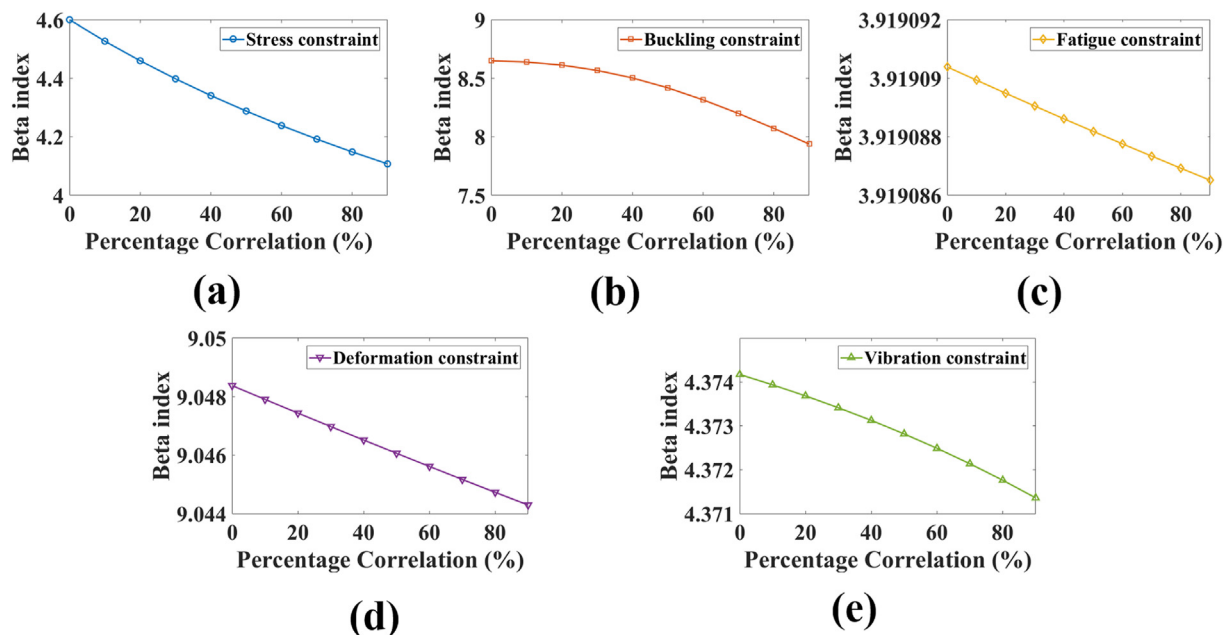 4.6
4.4
4.2
4
Beta index
Stress constraint
0 20 40 60 80
Percentage Correlation (%)
(a)
9
8.5
8
7.5
Beta index
Buckling constraint
0 20 40 60 80
Percentage Correlation (%)
(b)
3.919092
3.91909
3.919088
3.919086
Beta index
Fatigue constraint
0 20 40 60 80
Percentage Correlation (%)
(c)
9.05
9.048
9.046
9.044
Beta index
Deformation constraint
0 20 40 60 80
Percentage Correlation (%)
(d)
4.374
4.373
4.372
4.371
Beta index
Vibration constraint
0 20 40 60 80
Percentage Correlation (%)
(e)